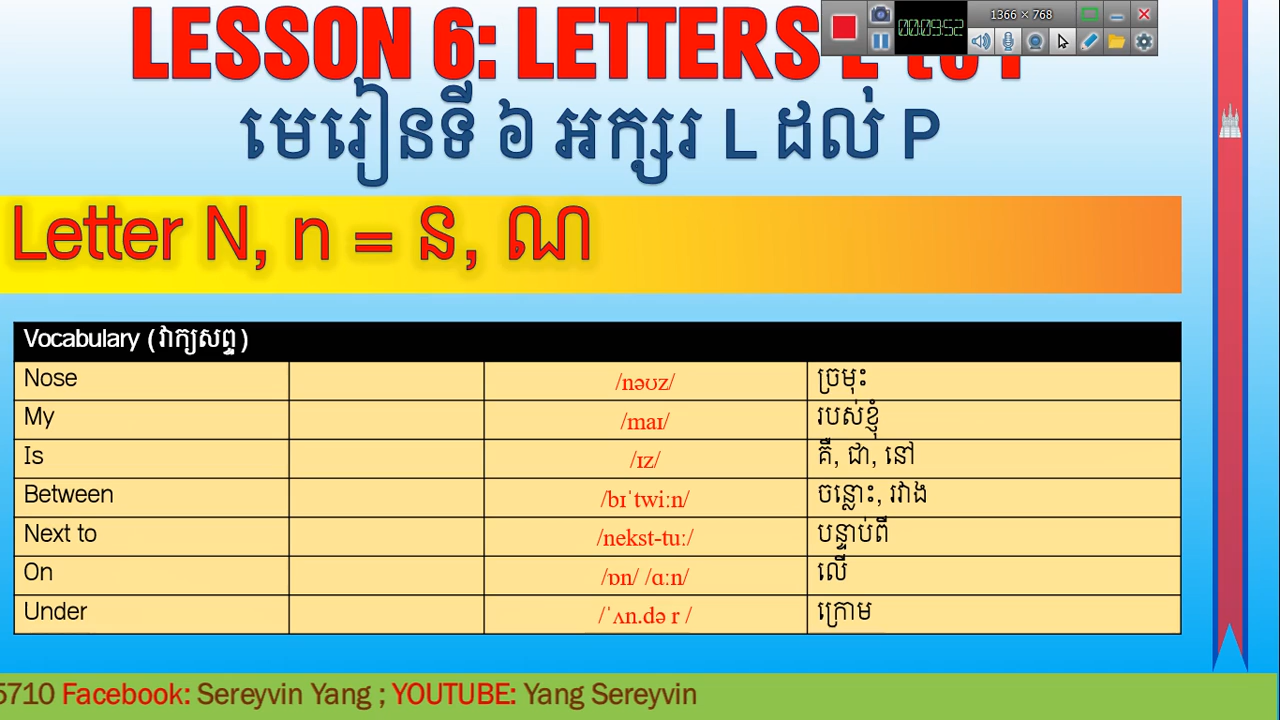 LESSON 6: LETTERS L to P
00:09:52
1366 × 768
មេរៀនទី ៦ អក្សរ L ដល់ P
Letter N, n = ន, ណ
Vocabulary (វាក្យសព្ទ)
Nose /nəʊz/ ច្រមុះ
My /maɪ/ របស់ខ្ញុំ
Is /ɪz/ គឺ, ជា, នៅ
Between /bɪˈtwiːn/ ចន្លោះ, រវាង
Next to /nekst-tuː/ បន្ទាប់ពី
On /ɒn/ /ɑːn/ លើ
Under /ˈʌn.də r / ក្រោម
5710 Facebook: Sereyvin Yang ; YOUTUBE: Yang Sereyvin